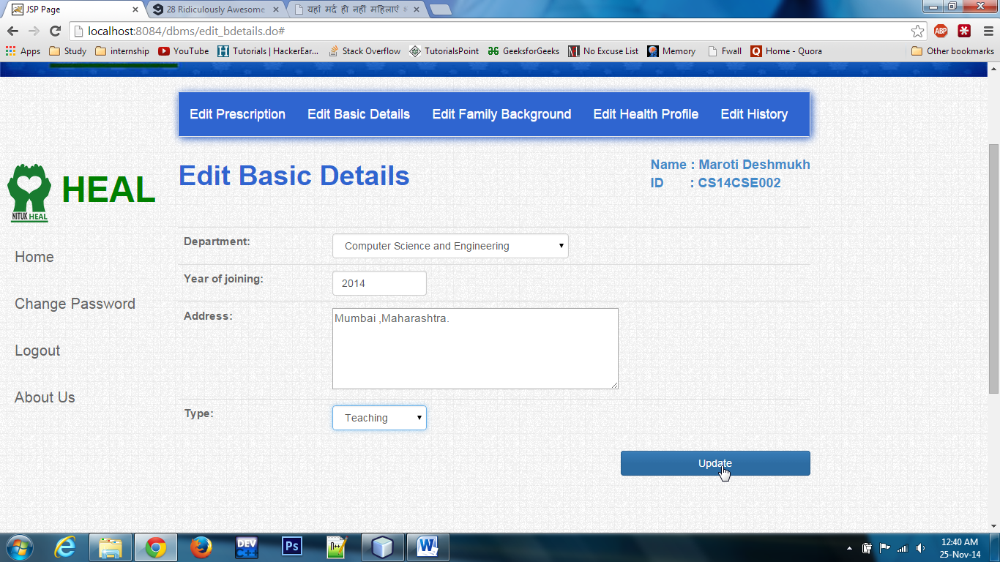 JSP Page
28 Ridiculously Awesome
यहां मर्द ही नहीं महिलाएं
localhost:8084/dbms/edit_bdetails.do#
ABP
Apps Study internship YouTube Tutorials | HackerEar... Stack Overflow TutorialsPoint GeeksforGeeks No Excuse List Memory Fwall Home - Quora Other bookmarks
Edit Prescription Edit Basic Details Edit Family Background Edit Health Profile Edit History
NITUK HEAL
HEAL
Home
Change Password
Logout
About Us
Edit Basic Details
Name : Maroti Deshmukh
ID : CS14CSE002
Department: Computer Science and Engineering
Year of joining: 2014
Address: Mumbai ,Maharashtra.
Type: Teaching
Update
DEV C++
Ps
12:40 AM
25-Nov-14